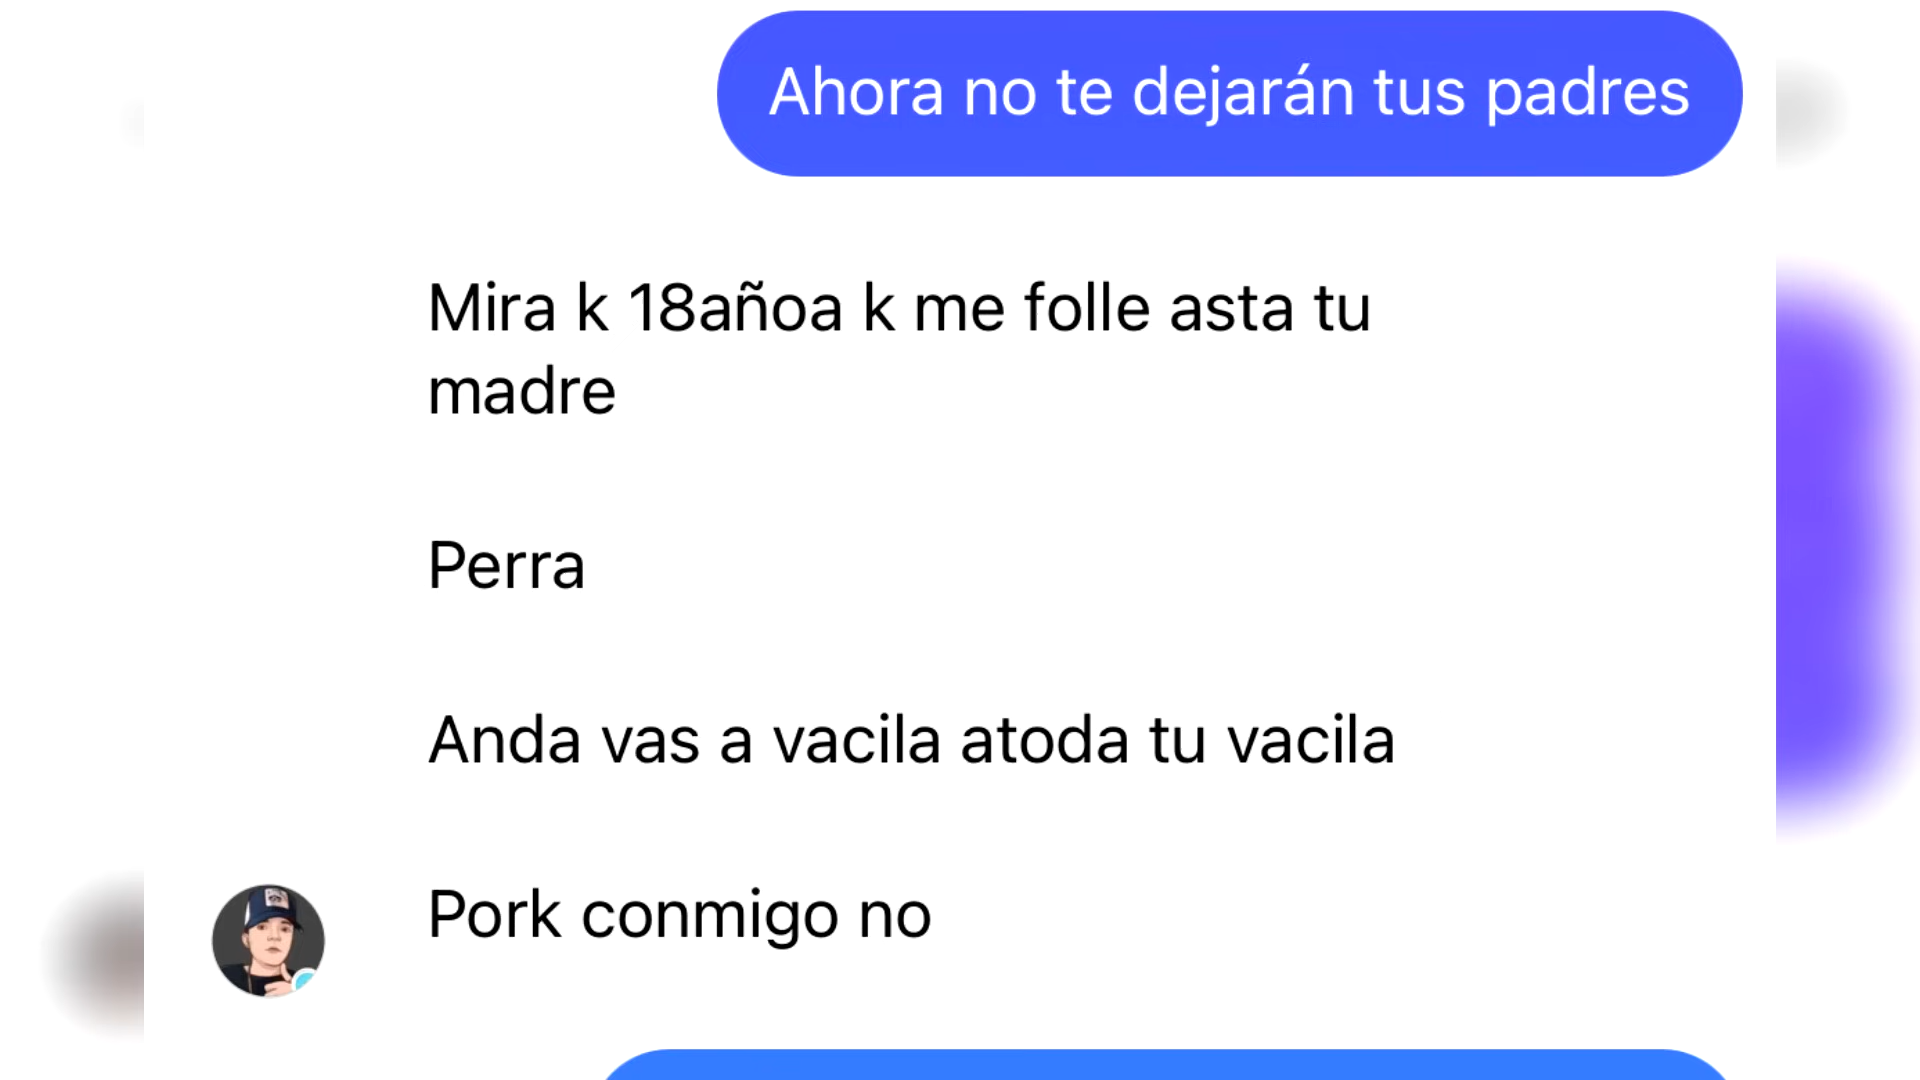 Ahora no te dejarán tus padres
Mira k 18añoa k me folle asta tu
madre
Perra
Anda vas a vacila atoda tu vacila
Pork conmigo no